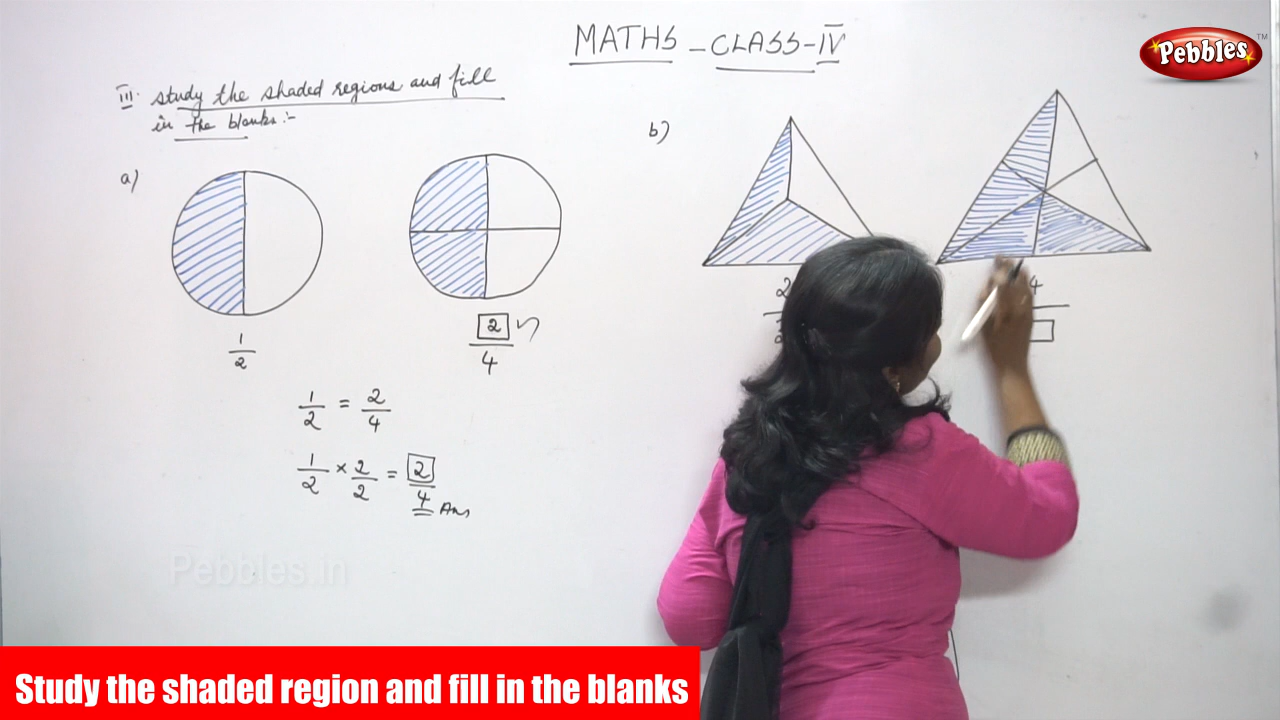 MATHS - CLASS-IV
Pebbles TM
III. Study the shaded regions and fill
in the blanks:-
a)
b)
1/2
2/4
2
4
1/2 = 2/4
1/2 × 2/2 = 2/4 Ans
Pebbles.in
Study the shaded region and fill in the blanks